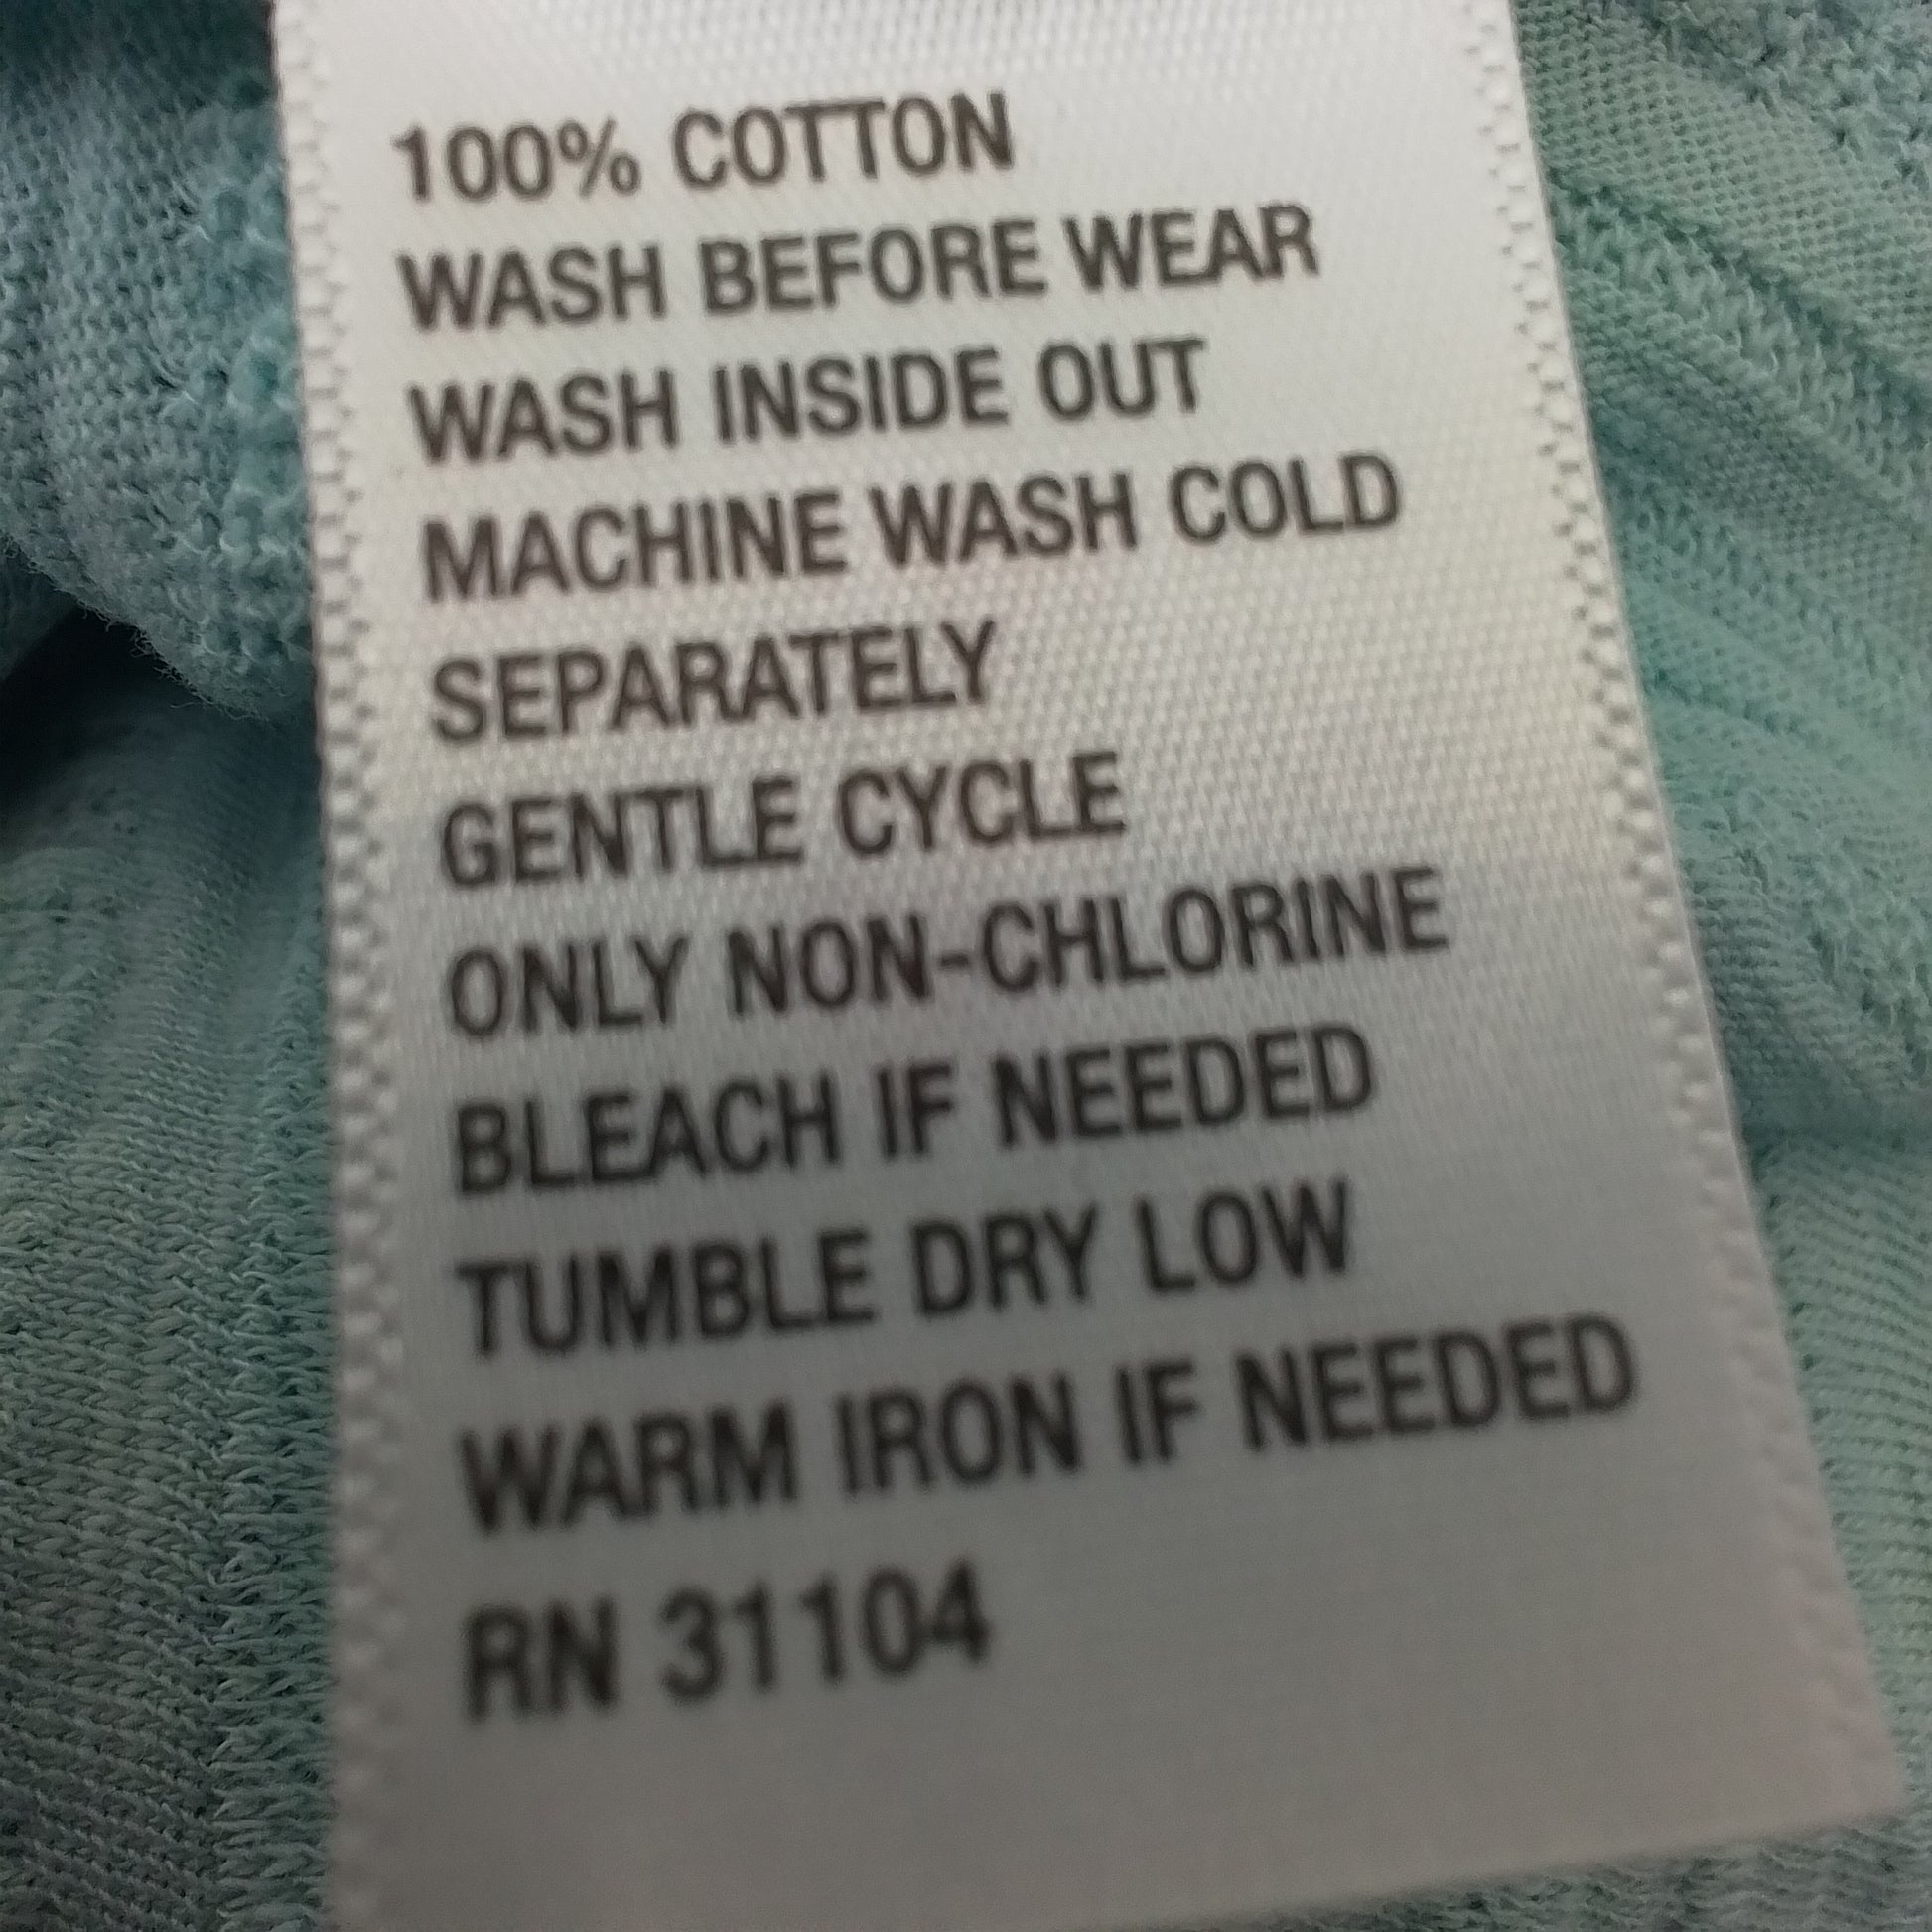 100% COTTON
WASH BEFORE WEAR
WASH INSIDE OUT
MACHINE WASH COLD
SEPARATELY
GENTLE CYCLE
ONLY NON-CHLORINE
BLEACH IF NEEDED
TUMBLE DRY LOW
WARM IRON IF NEEDED
RN 31104